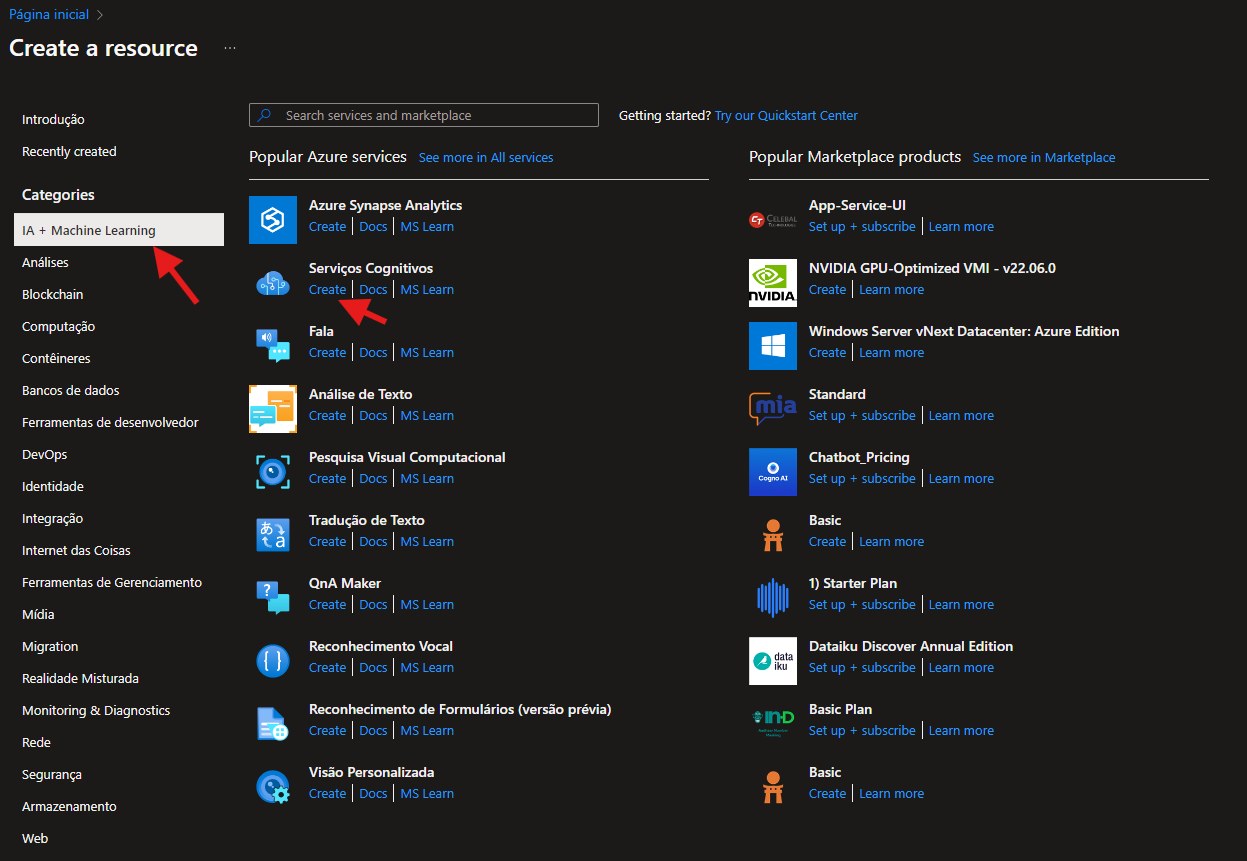 Página inicial >
Create a resource ...
Introdução
Recently created
Categories
IA + Machine Learning
Análises
Blockchain
Computação
Contêineres
Bancos de dados
Ferramentas de desenvolvedor
DevOps
Identidade
Integração
Internet das Coisas
Ferramentas de Gerenciamento
Mídia
Migration
Realidade Misturada
Monitoring & Diagnostics
Rede
Segurança
Armazenamento
Web
Search services and marketplace
Getting started? Try our Quickstart Center
Popular Azure services See more in All services
Azure Synapse Analytics
Create | Docs | MS Learn
Serviços Cognitivos
Create | Docs | MS Learn
Fala
Create | Docs | MS Learn
Análise de Texto
Create | Docs | MS Learn
Pesquisa Visual Computacional
Create | Docs | MS Learn
あ a
Tradução de Texto
Create | Docs | MS Learn
?
QnA Maker
Create | Docs | MS Learn
{ }
Reconhecimento Vocal
Create | Docs | MS Learn
Reconhecimento de Formulários (versão prévia)
Create | Docs | MS Learn
Visão Personalizada
Create | Docs | MS Learn
Popular Marketplace products See more in Marketplace
CT CELEBAL
TECHNOLOGIES
App-Service-UI
Set up + subscribe | Learn more
NVIDIA.
NVIDIA GPU-Optimized VMI - v22.06.0
Create | Learn more
Windows Server vNext Datacenter: Azure Edition
Create | Learn more
mia
Standard
Set up + subscribe | Learn more
Cogno AI
Chatbot_Pricing
Set up + subscribe | Learn more
Basic
Create | Learn more
1) Starter Plan
Set up + subscribe | Learn more
data
iku
Dataiku Discover Annual Edition
Set up + subscribe | Learn more
Basic Plan
Set up + subscribe | Learn more
Basic
Create | Learn more